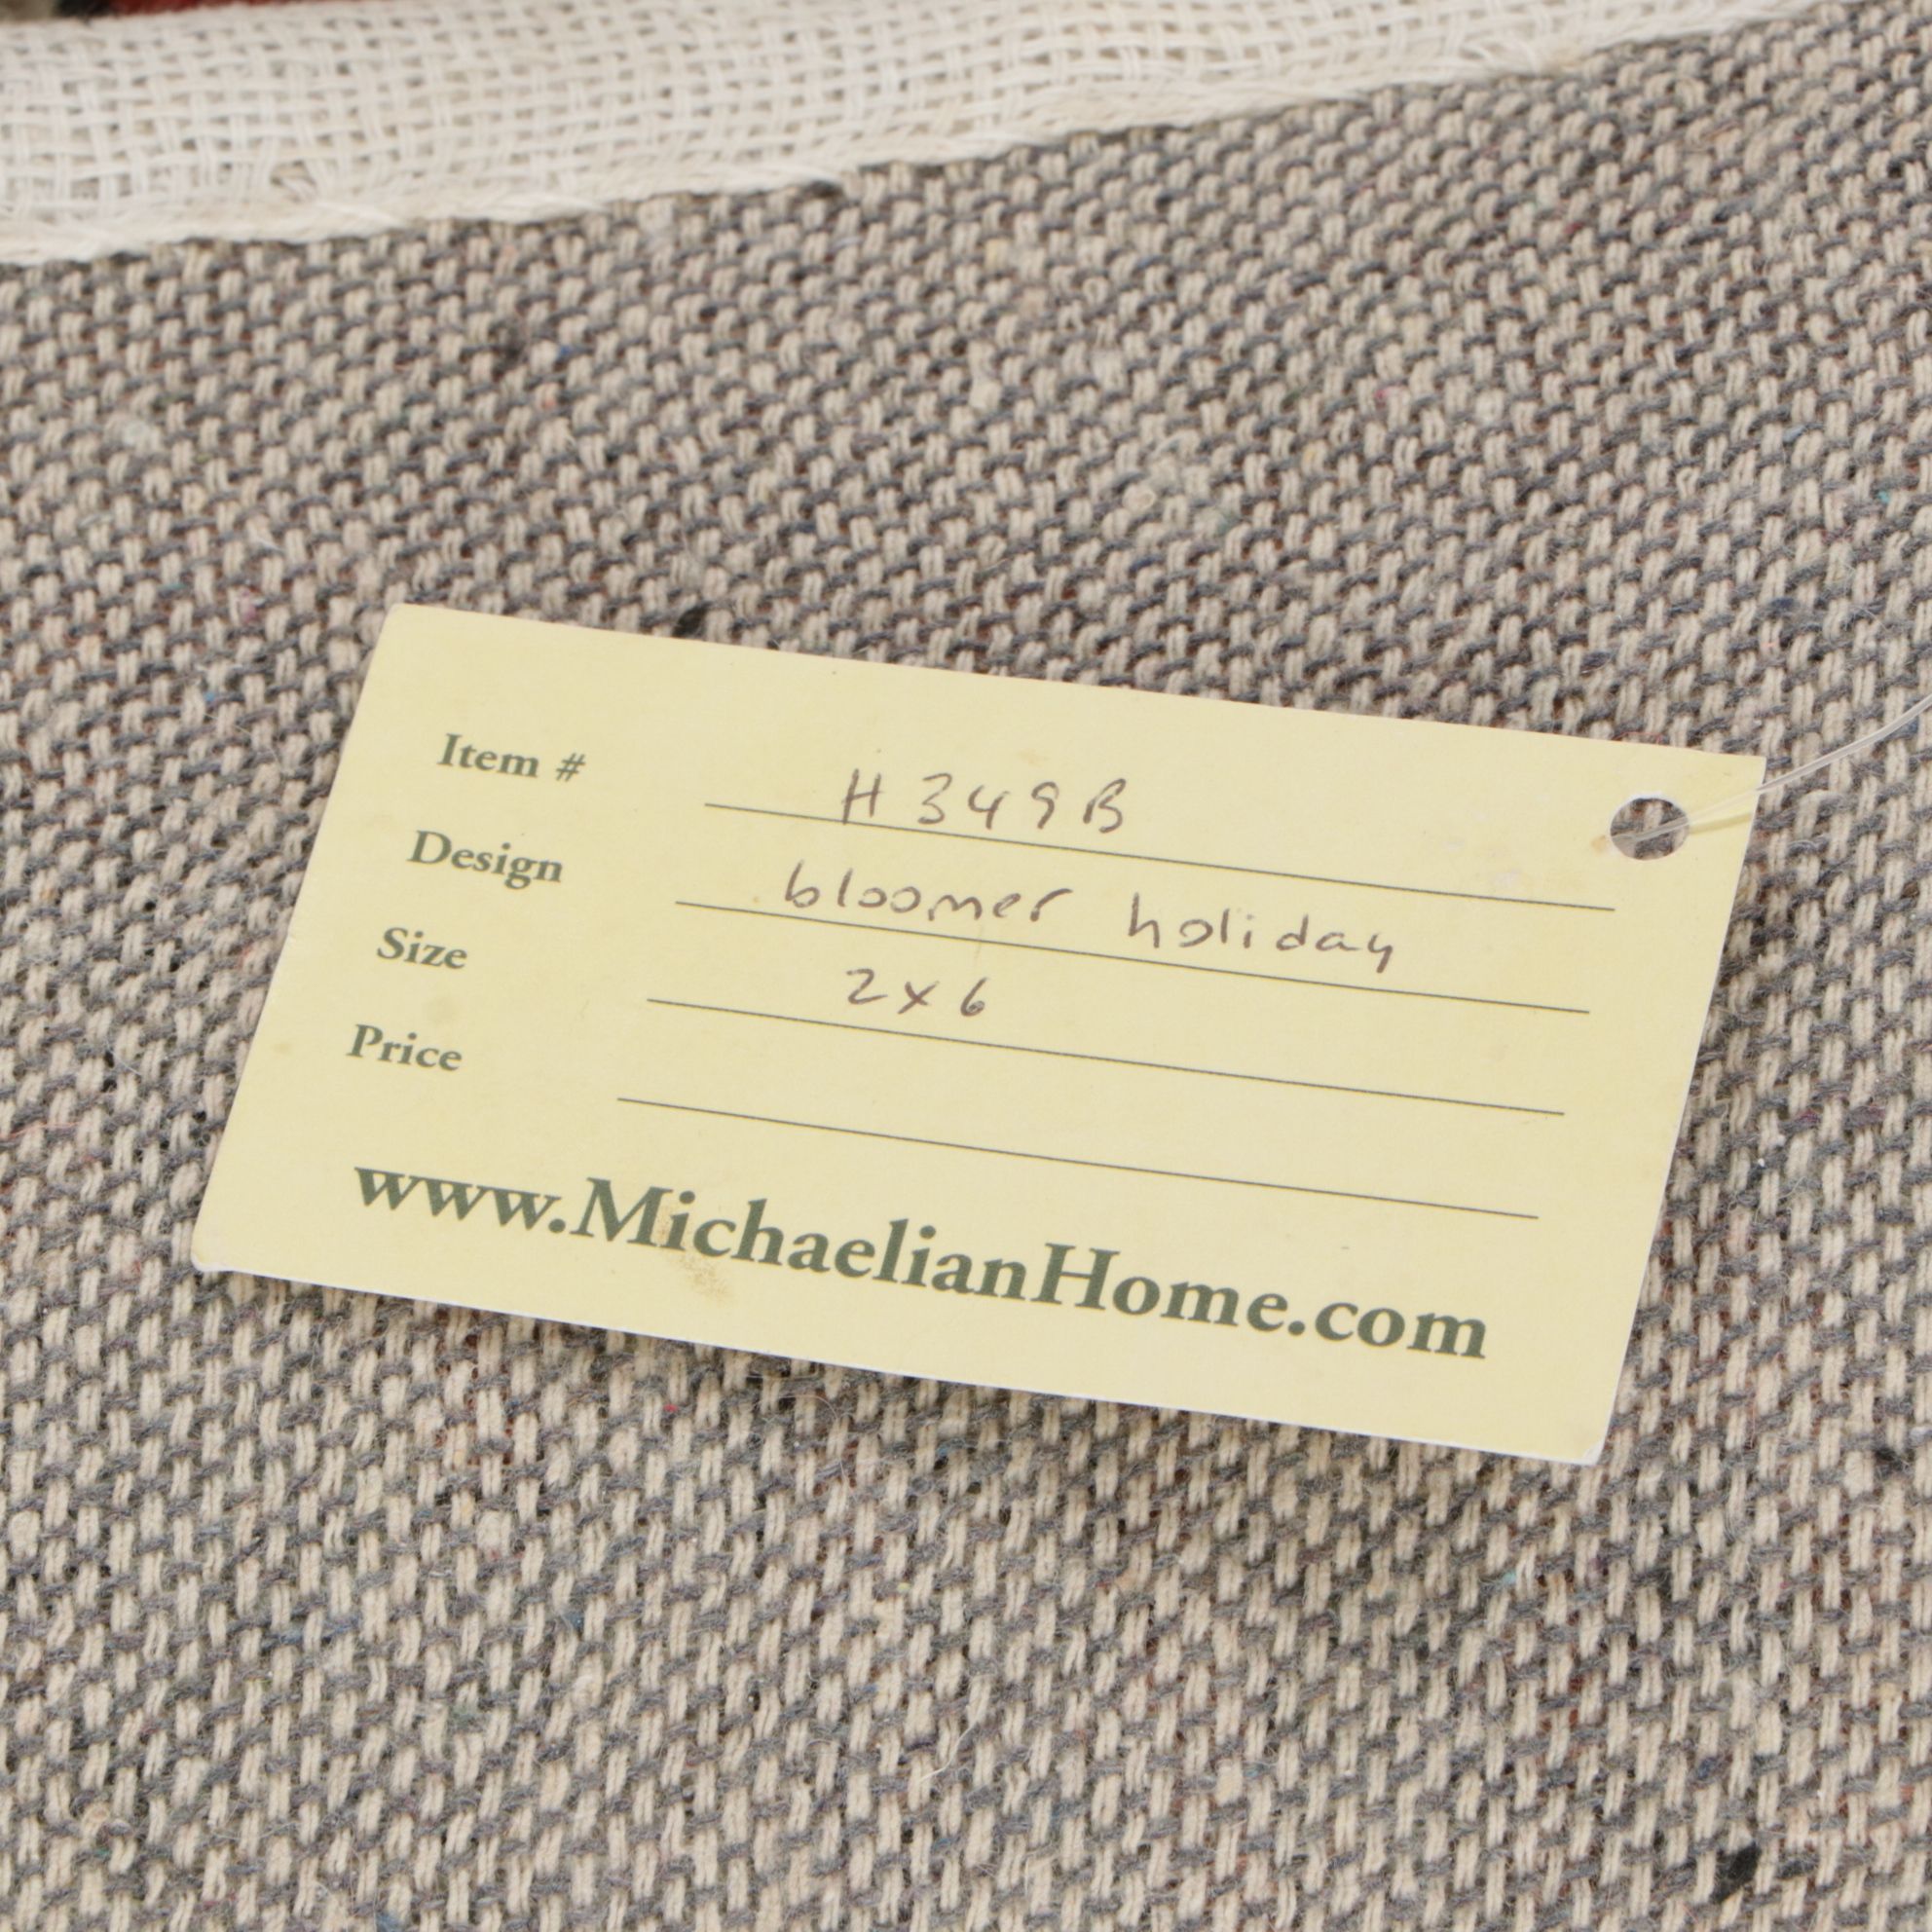 Item # H349B
Design bloomer holiday
Size 2x6
Price
www.MichaelianHome.com